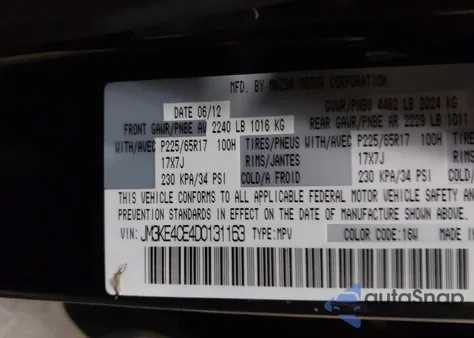 MFD. BY MAZDA MOTOR CORPORATION
DATE 06/12 GVWR/PNBV 4462 LB 2024 KG
FRONT GAWR/PNBE AV 2240 LB 1016 KG REAR GAWR/PNBE AR 2229 LB 1011
WITH/AVEC P225/65R17 100H TIRES/PNEUS WITH/AVEC P225/65R17 100H
17X7J RIMS/JANTES 17X7J
230 KPA/34 PSI COLD/A FROID 230 KPA/34 PSI
THIS VEHICLE CONFORMS TO ALL APPLICABLE FEDERAL MOTOR VEHICLE SAFETY AN
PREVENTION STANDARDS IN EFFECT ON THE DATE OF MANUFACTURE SHOWN ABOVE.
VIN: JM3KE4CE4D0131163 TYPE:MPV COLOR CODE:16W MADE IN
autoSnap